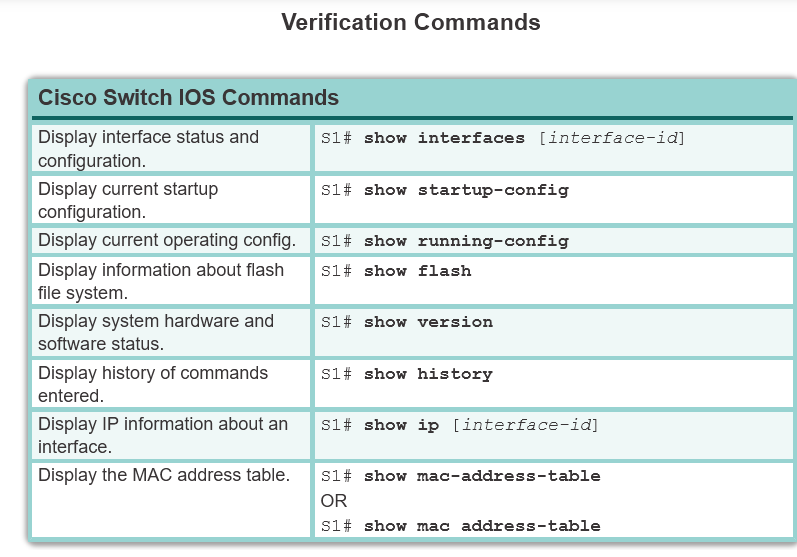 Verification Commands
Cisco Switch IOS Commands
Display interface status and
configuration.
S1# show interfaces [interface-id]
Display current startup
configuration.
S1# show startup-config
Display current operating config.
S1# show running-config
Display information about flash
file system.
S1# show flash
Display system hardware and
software status.
S1# show version
Display history of commands
entered.
S1# show history
Display IP information about an
interface.
S1# show ip [interface-id]
Display the MAC address table.
S1# show mac-address-table
OR
S1# show mac address-table